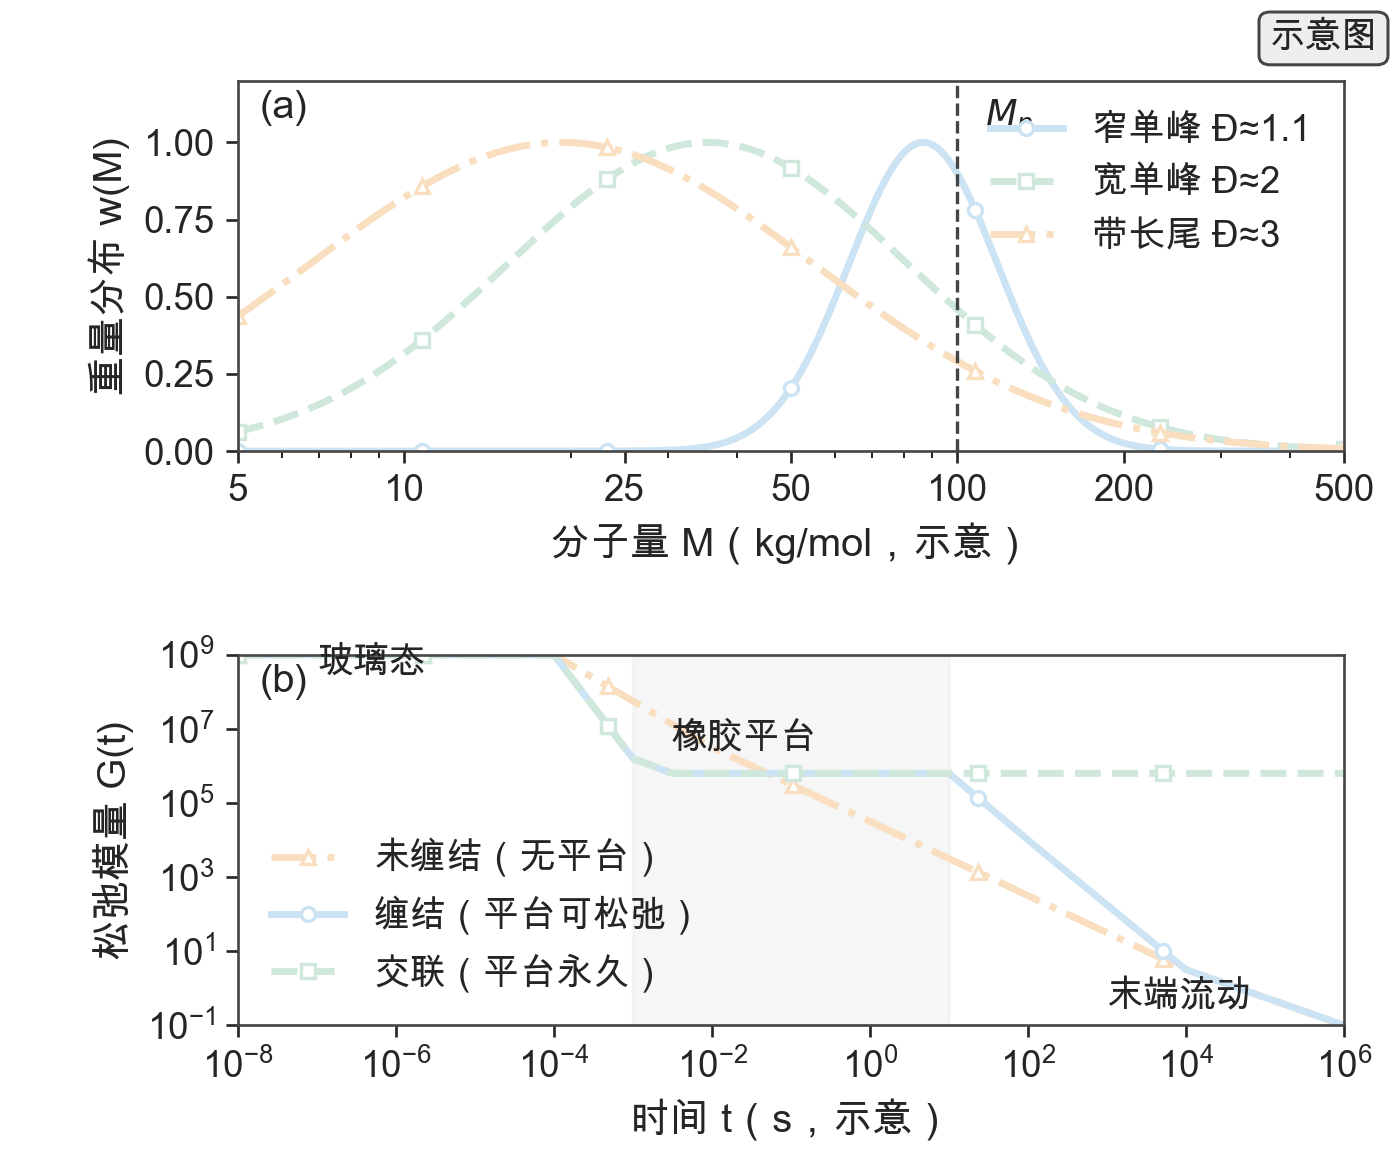 示意图
(a)
M_n
窄单峰 Đ≈1.1
宽单峰 Đ≈2
带长尾 Đ≈3
重量分布 w(M)
1.00
0.75
0.50
0.25
0.00
5 10 25 50 100 200 500
分子量 M（kg/mol，示意）
(b)
玻璃态
橡胶平台
末端流动
未缠结（无平台）
缠结（平台可松弛）
交联（平台永久）
松弛模量 G(t)
10⁹
10⁷
10⁵
10³
10¹
10⁻¹
10⁻⁸ 10⁻⁶ 10⁻⁴ 10⁻² 10⁰ 10² 10⁴ 10⁶
时间 t（s，示意）